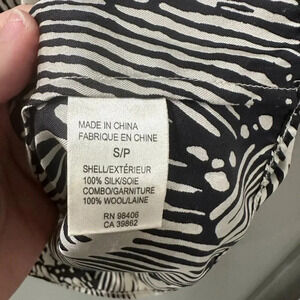 MADE IN CHINA
FABRIQUE EN CHINE
S/P
SHELL/EXTÉRIEUR
100% SILK/SOIE
COMBO/GARNITURE
100% WOOL/LAINE
RN 98406
CA 39862